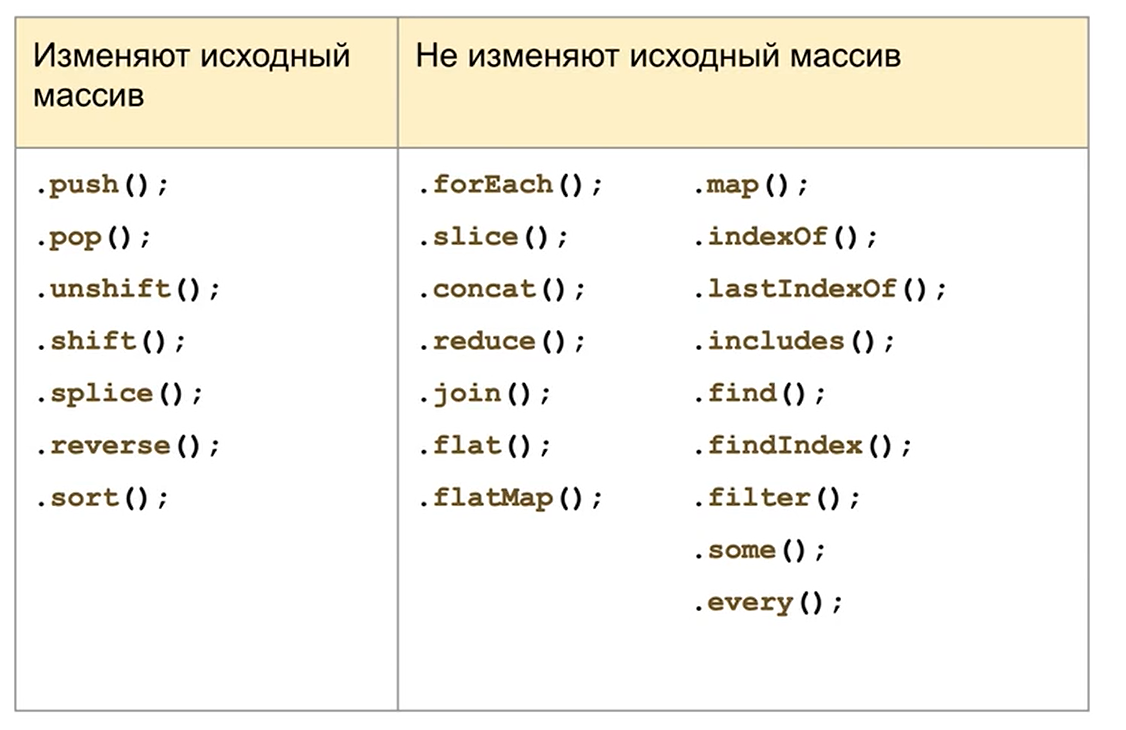 Изменяют исходный
массив
Не изменяют исходный массив
.push();
.pop();
.unshift();
.shift();
.splice();
.reverse();
.sort();
.forEach();
.slice();
.concat();
.reduce();
.join();
.flat();
.flatMap();
.map();
.indexOf();
.lastIndexOf();
.includes();
.find();
.findIndex();
.filter();
.some();
.every();